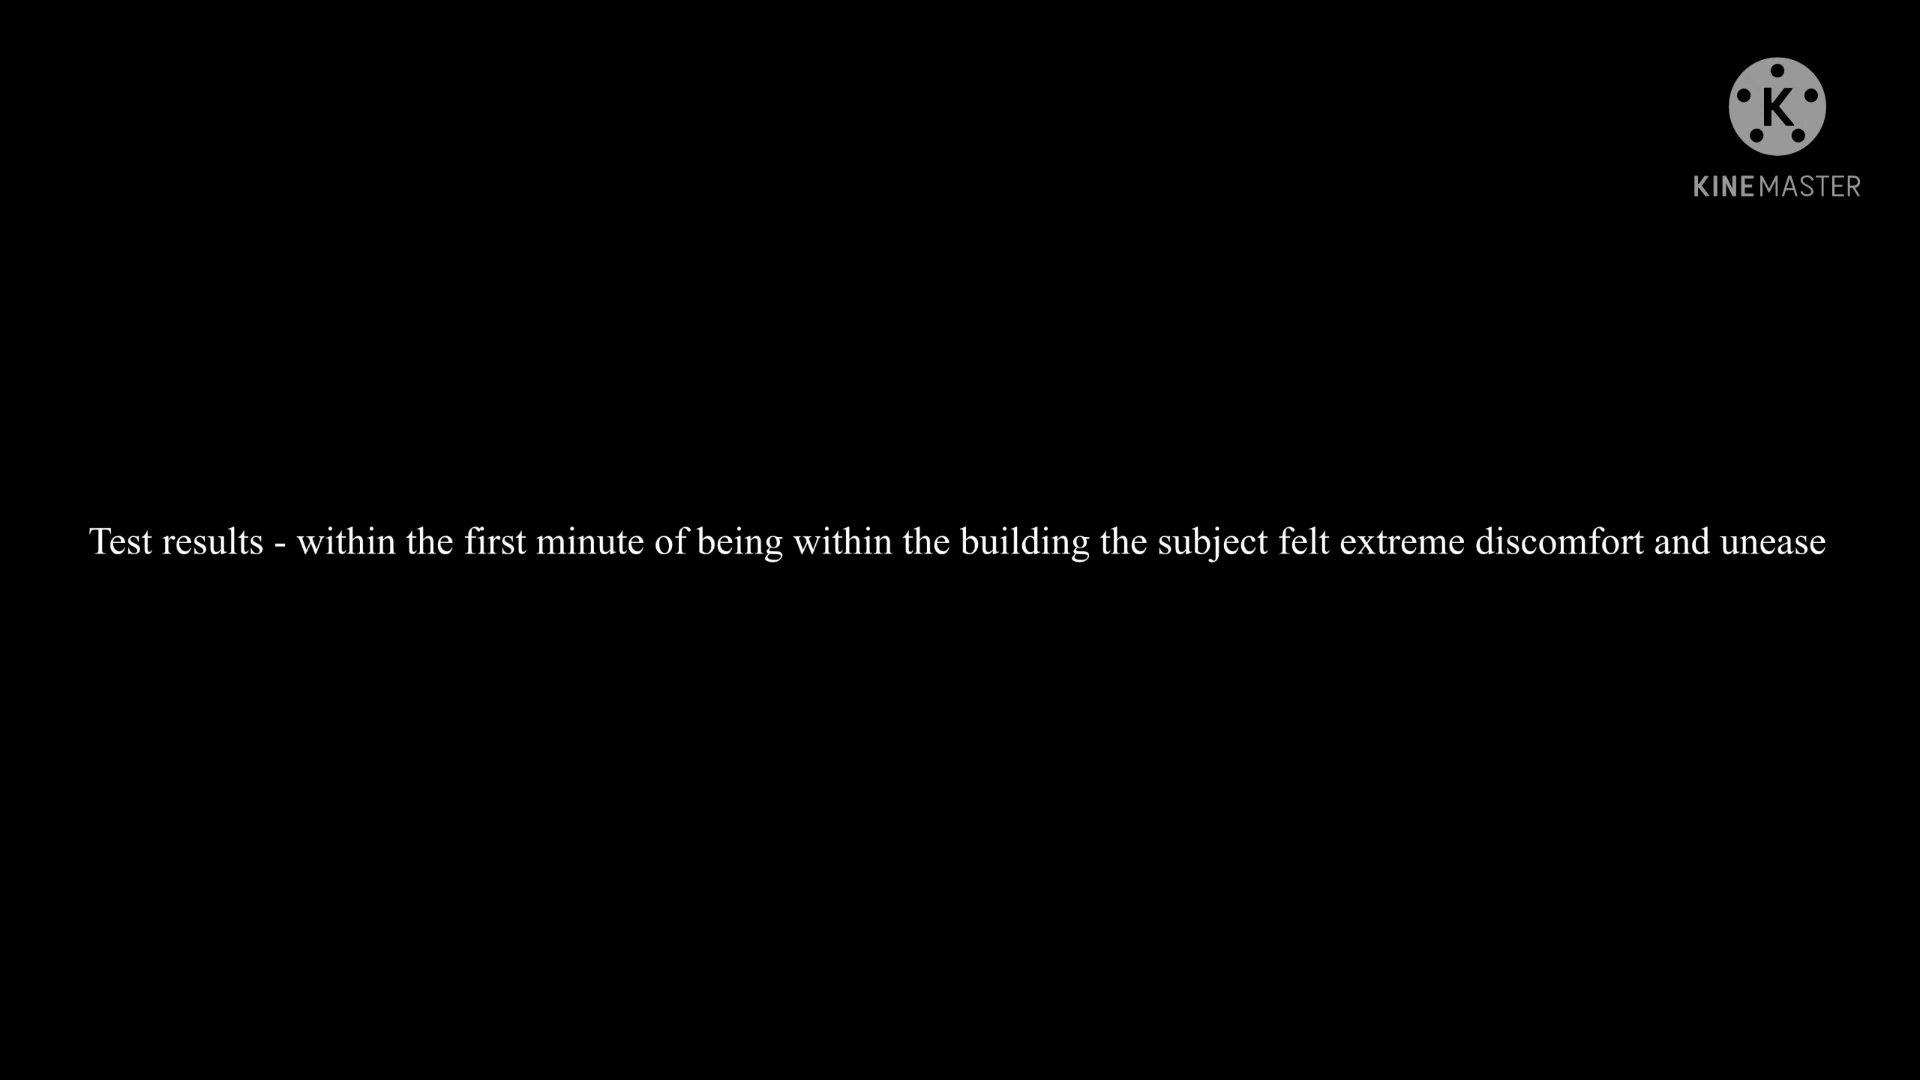 K
KINEMASTER
Test results - within the first minute of being within the building the subject felt extreme discomfort and unease